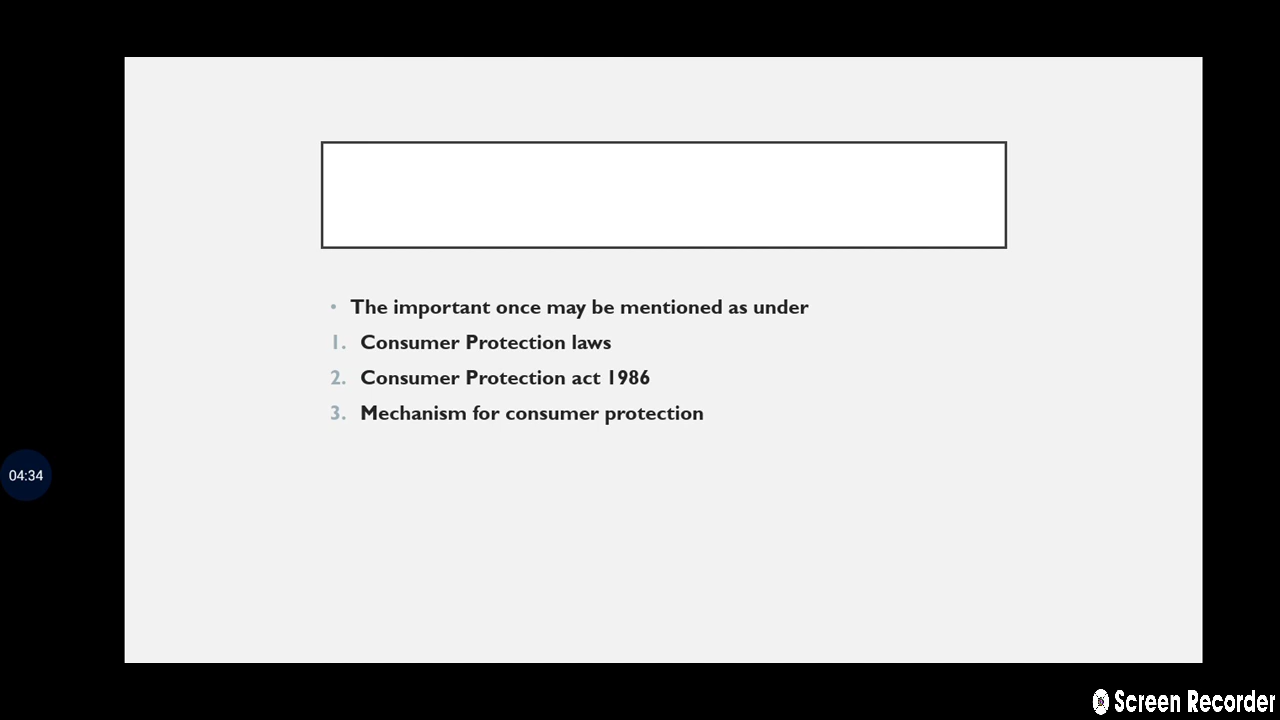 • The important once may be mentioned as under
1. Consumer Protection laws
2. Consumer Protection act 1986
3. Mechanism for consumer protection
04:34
Screen Recorder